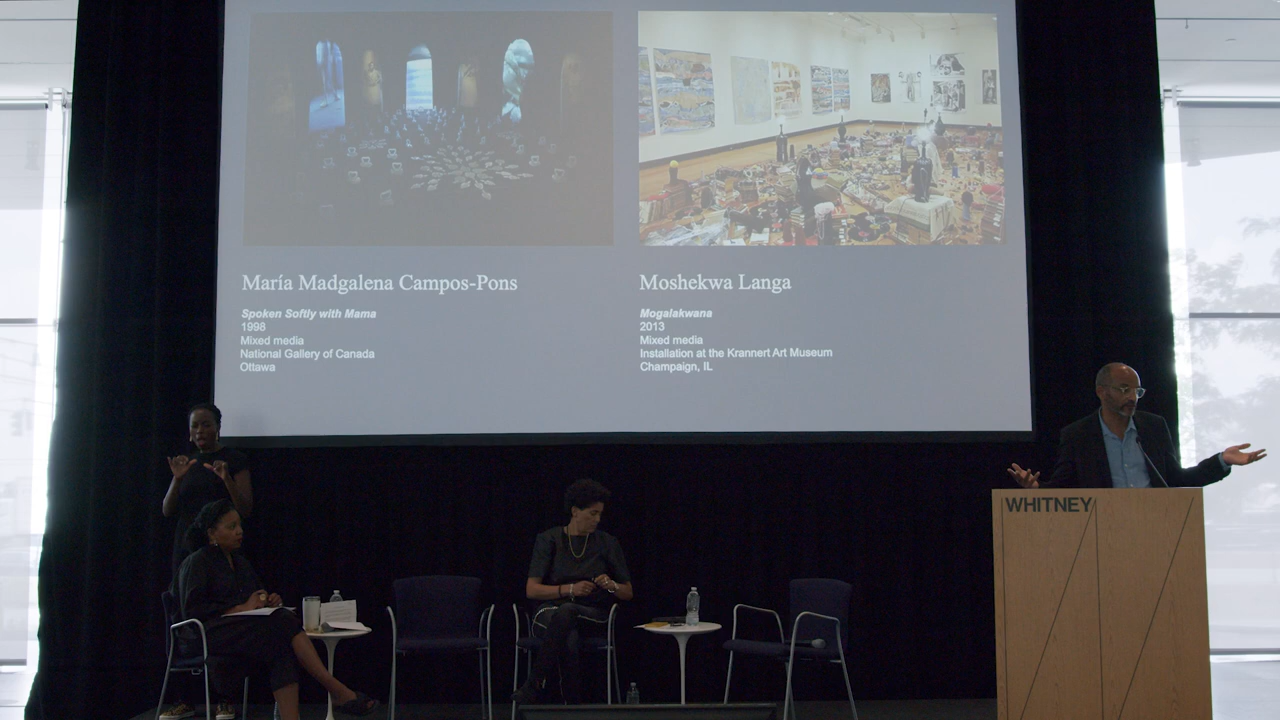 María Madgalena Campos-Pons
Spoken Softly with Mama
1998
Mixed media
National Gallery of Canada
Ottawa
Moshekwa Langa
Mogalakwana
2013
Mixed media
Installation at the Krannert Art Museum
Champaign, IL
WHITNEY